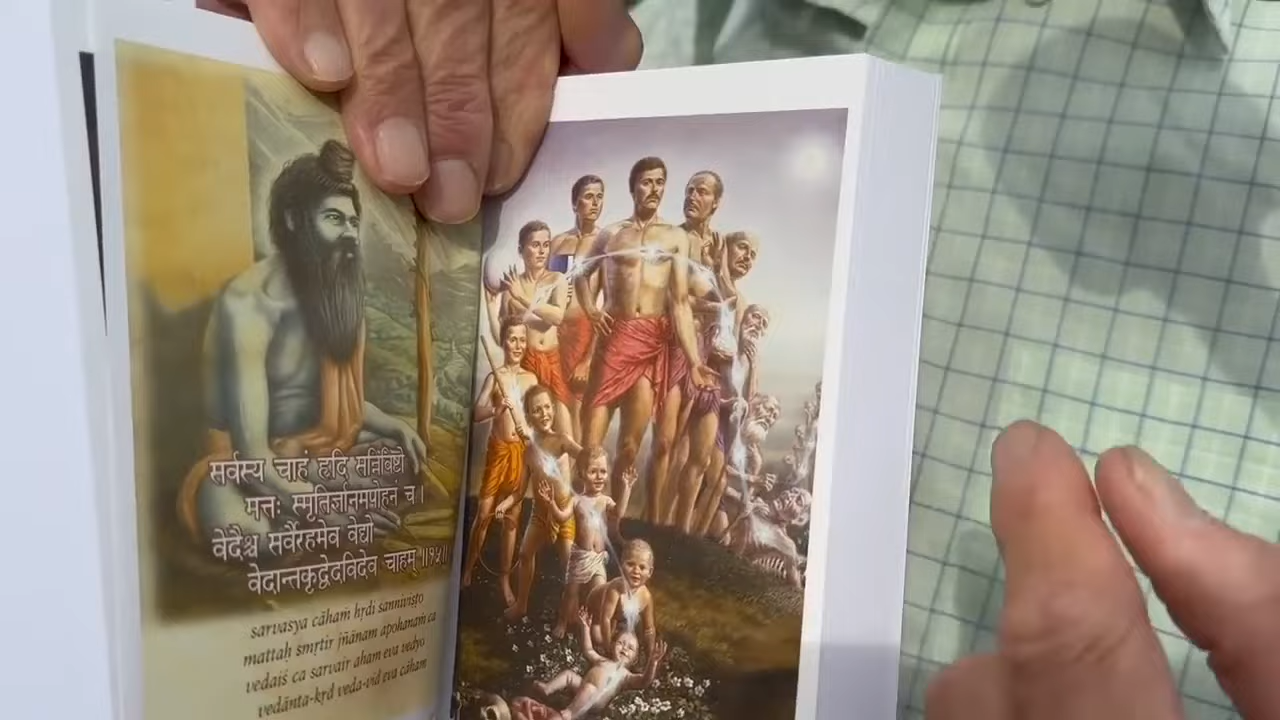 सर्वस्य चाहं हृदि सन्निविष्टो
मत्तः स्मृतिर्ज्ञानमपोहनं च।
वेदैश्च सर्वैरहमेव वेद्यो
वेदान्तकृद्वेदविदेव चाहम् ॥१५॥
sarvasya cāhaṁ hṛdi sanniviṣṭo
mattaḥ smṛtir jñānam apohanaṁ ca
vedaiś ca sarvair aham eva vedyo
vedānta-kṛd veda-vid eva cāham